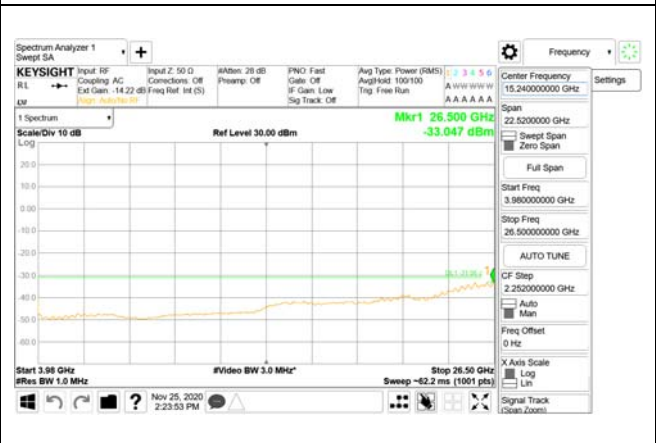 Spectrum Analyzer 1
Swept SA
+
Frequency
KEYSIGHT
RL
Input: RF
Coupling: AC
Ext Gain: -14.22 dB
Align: Auto/No RF
Input Z: 50 Ω
Corrections: Off
Freq Ref: Int (S)
#Atten: 28 dB
Preamp: Off
PNO: Fast
Gate: Off
IF Gain: Low
Sig Track: Off
Avg Type: Power (RMS)
Avg|Hold: 100/100
Trig: Free Run
1 2 3 4 5 6
A W W W W W
A A A A A A
Center Frequency
15.240000000 GHz
Settings
Span
22.5200000 GHz
Swept Span
Zero Span
Full Span
Start Freq
3.980000000 GHz
Stop Freq
26.500000000 GHz
AUTO TUNE
CF Step
2.252000000 GHz
Auto
Man
Freq Offset
0 Hz
X Axis Scale
Log
Lin
Signal Track
(Span Zoom)
1 Spectrum
Scale/Div 10 dB
Ref Level 30.00 dBm
Mkr1 26.500 GHz
-33.047 dBm
Log
20.0
10.0
0.00
-10.0
-20.0
-30.0
-40.0
-50.0
-60.0
1
Start 3.98 GHz
#Res BW 1.0 MHz
#Video BW 3.0 MHz*
Stop 26.50 GHz
Sweep ~62.2 ms (1001 pts)
Nov 25, 2020
2:23:53 PM